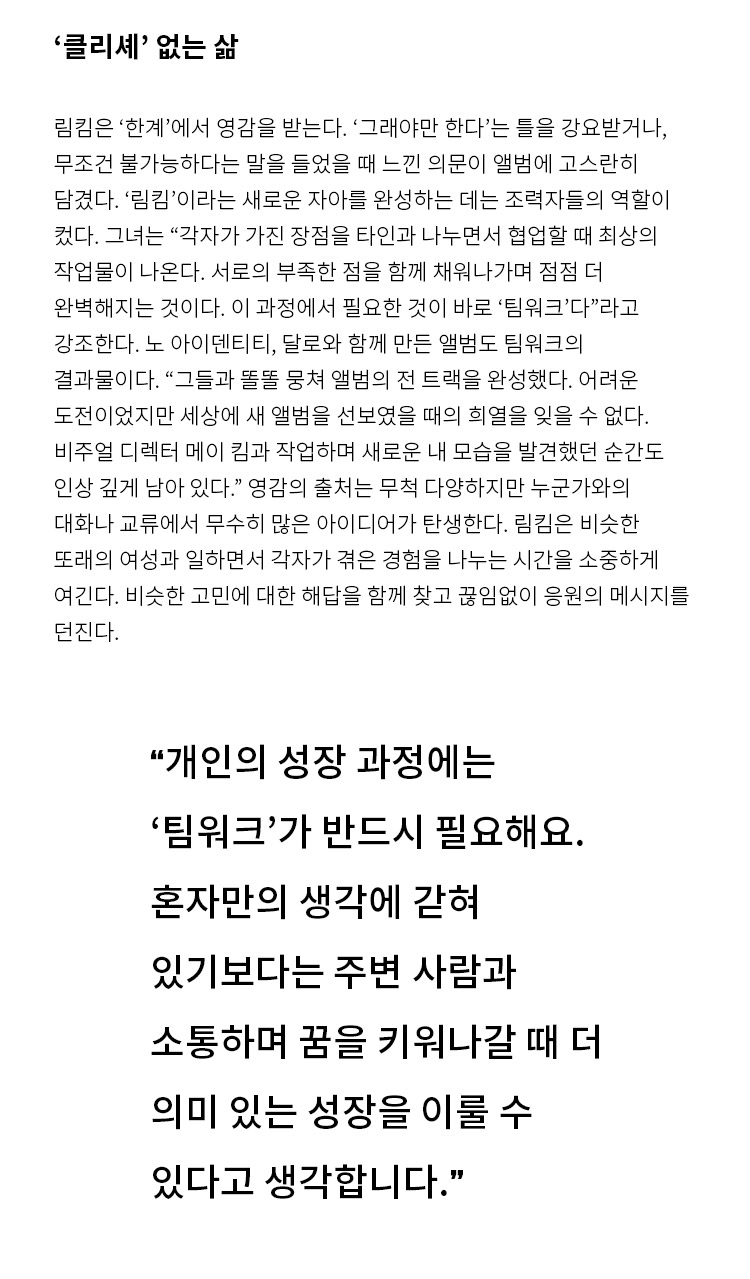 ‘클리셰’ 없는 삶
림킴은 ‘한계’에서 영감을 받는다. ‘그래야만 한다’는 틀을 강요받거나,
무조건 불가능하다는 말을 들었을 때 느낀 의문이 앨범에 고스란히
담겼다. ‘림킴’이라는 새로운 자아를 완성하는 데는 조력자들의 역할이
컸다. 그녀는 “각자가 가진 장점을 타인과 나누면서 협업할 때 최상의
작업물이 나온다. 서로의 부족한 점을 함께 채워나가며 점점 더
완벽해지는 것이다. 이 과정에서 필요한 것이 바로 ‘팀워크’다”라고
강조한다. 노 아이덴티티, 달로와 함께 만든 앨범도 팀워크의
결과물이다. “그들과 똘똘 뭉쳐 앨범의 전 트랙을 완성했다. 어려운
도전이었지만 세상에 새 앨범을 선보였을 때의 희열을 잊을 수 없다.
비주얼 디렉터 메이 킴과 작업하며 새로운 내 모습을 발견했던 순간도
인상 깊게 남아 있다.” 영감의 출처는 무척 다양하지만 누군가와의
대화나 교류에서 무수히 많은 아이디어가 탄생한다. 림킴은 비슷한
또래의 여성과 일하면서 각자가 겪은 경험을 나누는 시간을 소중하게
여긴다. 비슷한 고민에 대한 해답을 함께 찾고 끊임없이 응원의 메시지를
던진다.
“개인의 성장 과정에는
‘팀워크’가 반드시 필요해요.
혼자만의 생각에 갇혀
있기보다는 주변 사람과
소통하며 꿈을 키워나갈 때 더
의미 있는 성장을 이룰 수
있다고 생각합니다.”